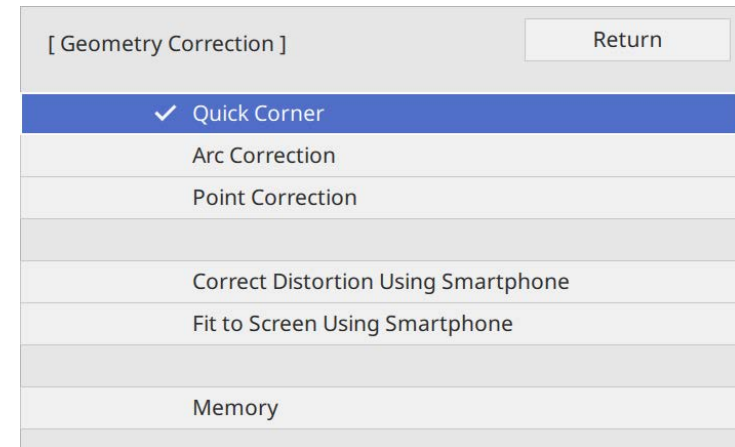 [ Geometry Correction ]
Return
Quick Corner
Arc Correction
Point Correction
Correct Distortion Using Smartphone
Fit to Screen Using Smartphone
Memory